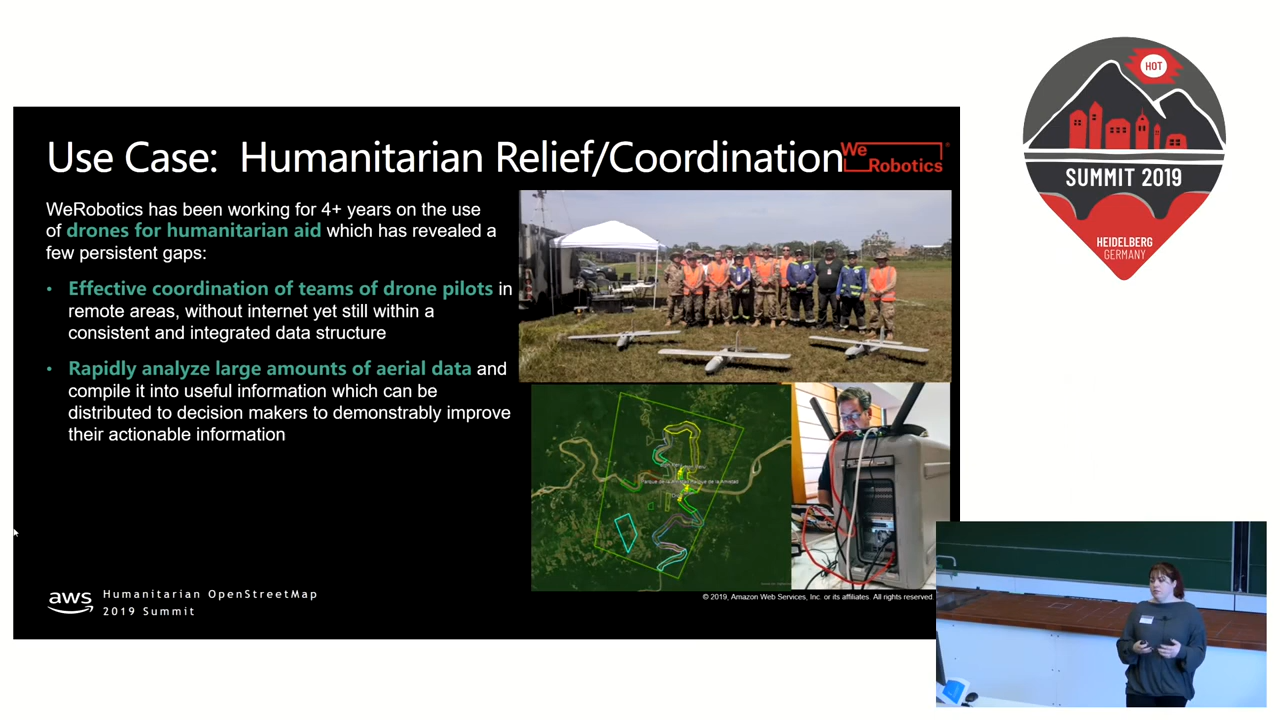 Use Case: Humanitarian Relief/Coordination
We
Robotics
WeRobotics has been working for 4+ years on the use
of drones for humanitarian aid which has revealed a
few persistent gaps:
• Effective coordination of teams of drone pilots in
remote areas, without internet yet still within a
consistent and integrated data structure
• Rapidly analyze large amounts of aerial data and
compile it into useful information which can be
distributed to decision makers to demonstrably improve
their actionable information
aws
Humanitarian OpenStreetMap
2019 Summit
© 2019, Amazon Web Services, Inc. or its affiliates. All rights reserved.
HOT
SUMMIT 2019
HEIDELBERG
GERMANY